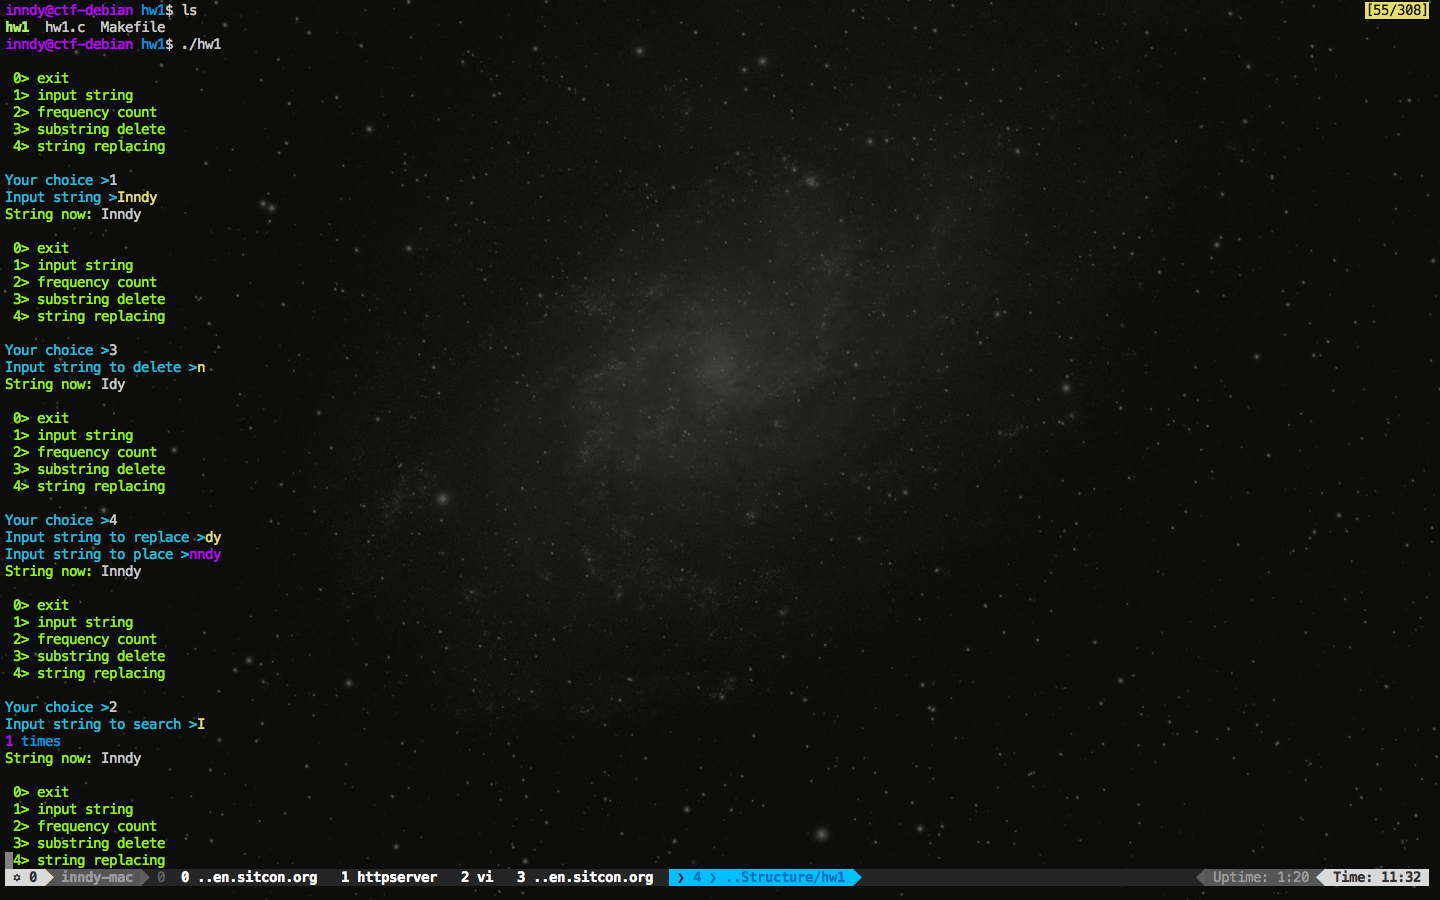 inndy@ctf-debian hw1$ ls [55/308]
hw1  hw1.c  Makefile
inndy@ctf-debian hw1$ ./hw1
0> exit
1> input string
2> frequency count
3> substring delete
4> string replacing
Your choice >1
Input string >Inndy
String now: Inndy
0> exit
1> input string
2> frequency count
3> substring delete
4> string replacing
Your choice >3
Input string to delete >n
String now: Idy
0> exit
1> input string
2> frequency count
3> substring delete
4> string replacing
Your choice >4
Input string to replace >dy
Input string to place >nndy
String now: Inndy
0> exit
1> input string
2> frequency count
3> substring delete
4> string replacing
Your choice >2
Input string to search >I
1 times
String now: Inndy
0> exit
1> input string
2> frequency count
3> substring delete
4> string replacing
✡ 0 inndy-mac 0 0 ..en.sitcon.org 1 httpserver 2 vi 3 ..en.sitcon.org ❯ 4 ❯ ..Structure/hw1 Uptime: 1:20 Time: 11:32